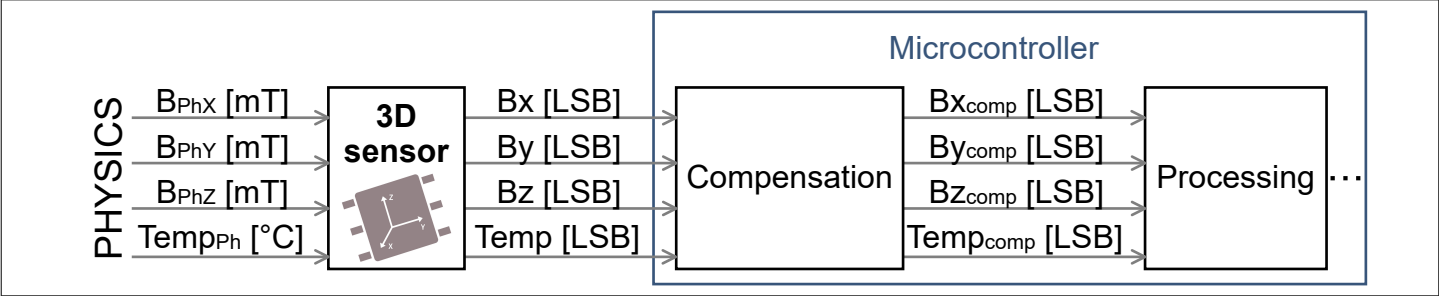 Microcontroller
PHYSICS
BPhX [mT]
BPhY [mT]
BPhZ [mT]
TempPh [°C]
3D
sensor
Z
Y
X
Bx [LSB]
By [LSB]
Bz [LSB]
Temp [LSB]
Compensation
Bxcomp [LSB]
Bycomp [LSB]
Bzcomp [LSB]
Tempcomp [LSB]
Processing
...